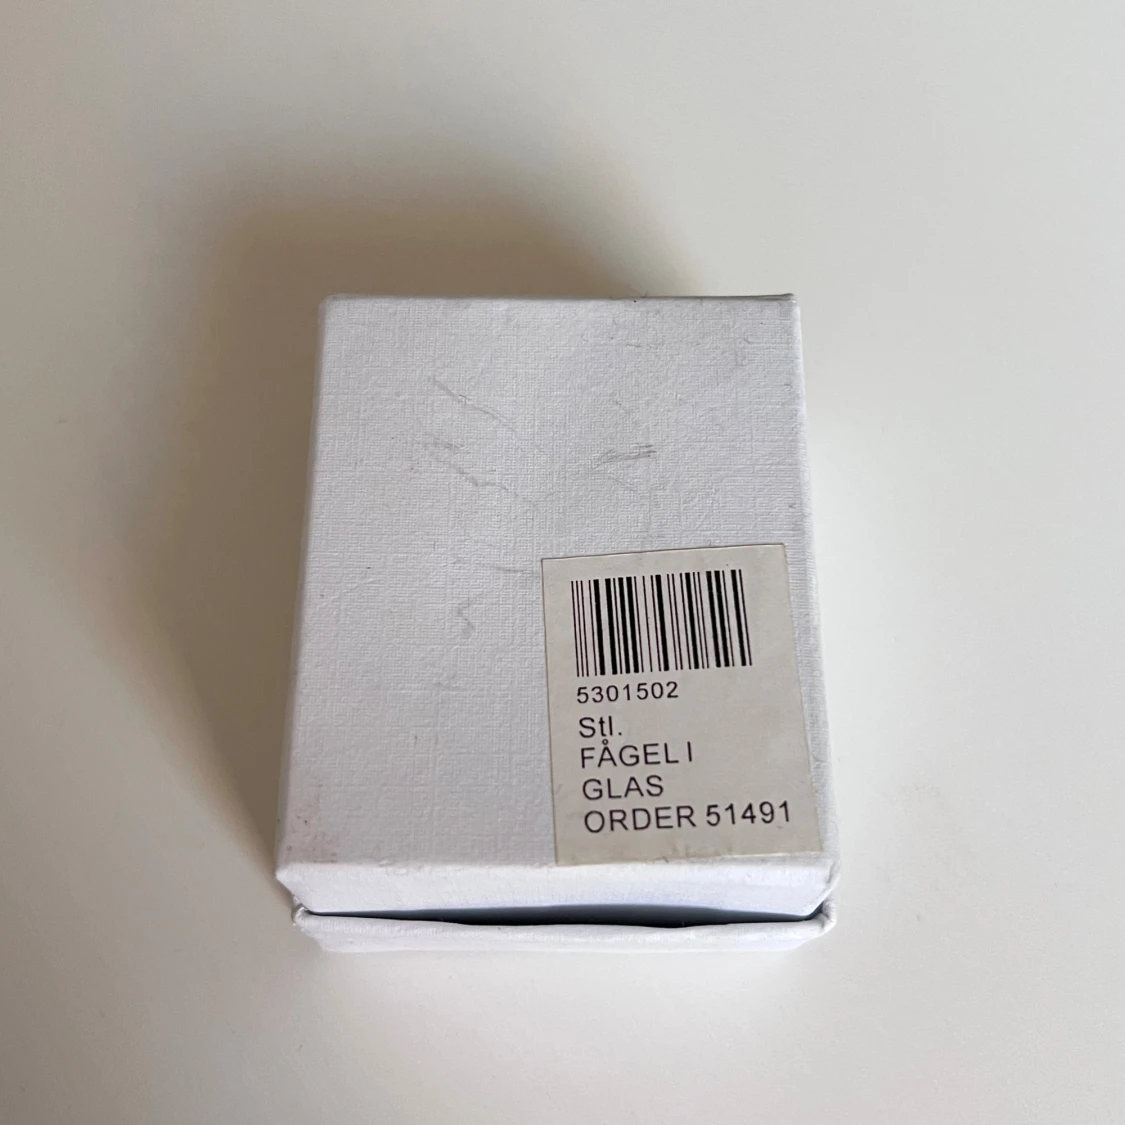 5301502
Stl.
FÅGEL I
GLAS
ORDER 51491